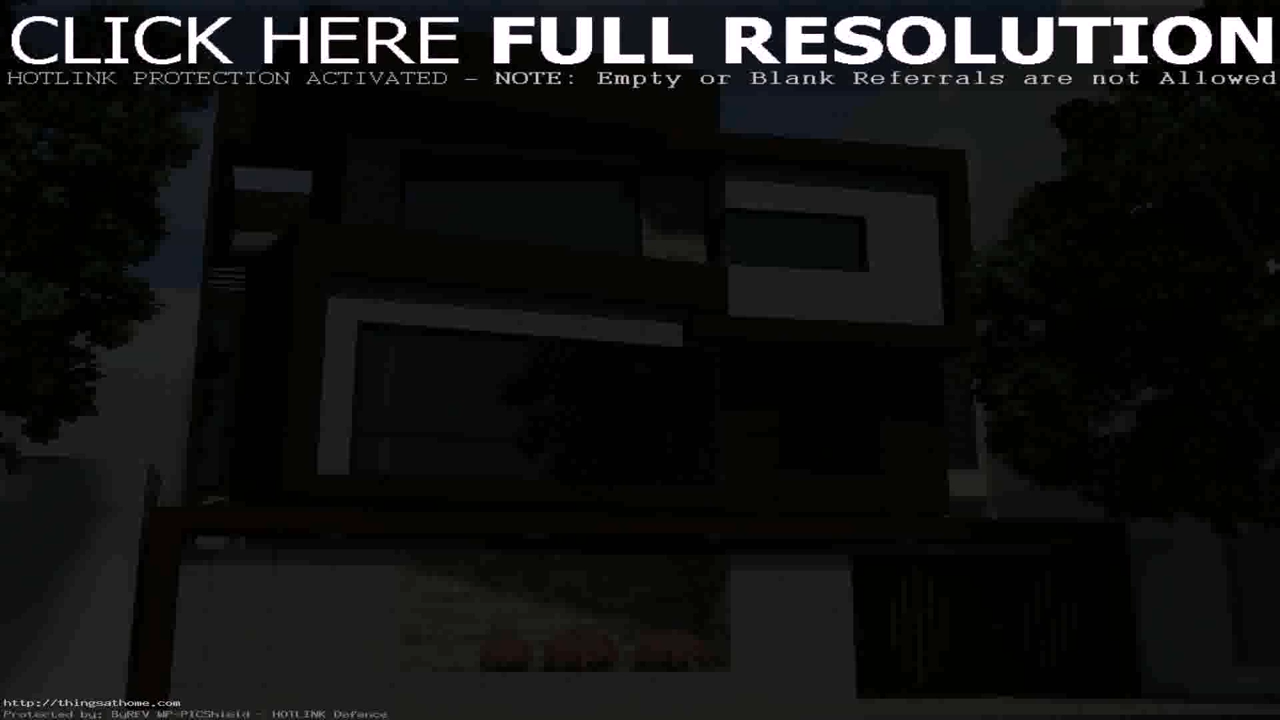 CLICK HERE FULL RESOLUTION
HOTLINK PROTECTION ACTIVATED - NOTE: Empty or Blank Referrals are not Allowed
http://thingsathome.com
Protected by: ByREV WP-PICShield - HOTLINK Defence